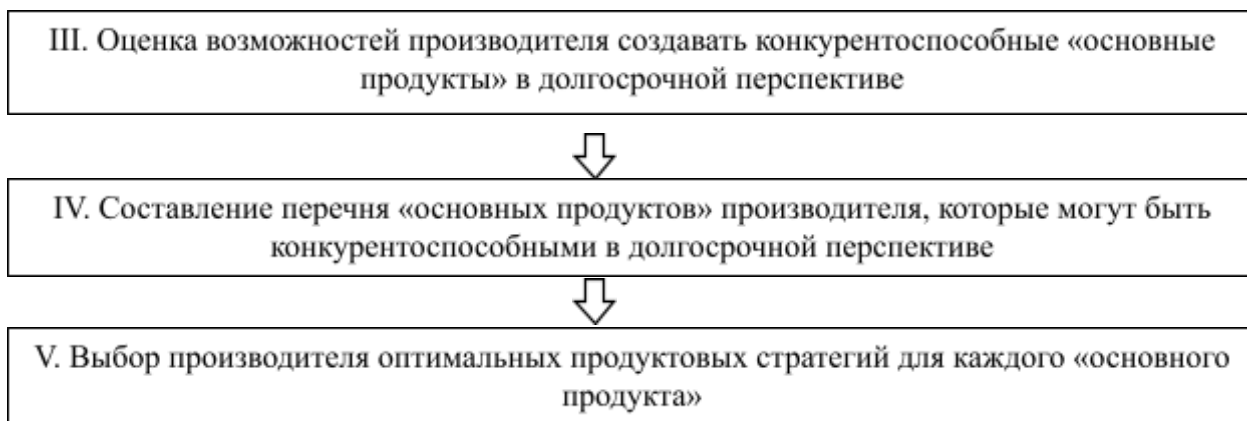 III. Оценка возможностей производителя создавать конкурентоспособные «основные
продукты» в долгосрочной перспективе
IV. Составление перечня «основных продуктов» производителя, которые могут быть
конкурентоспособными в долгосрочной перспективе
V. Выбор производителя оптимальных продуктовых стратегий для каждого «основного
продукта»